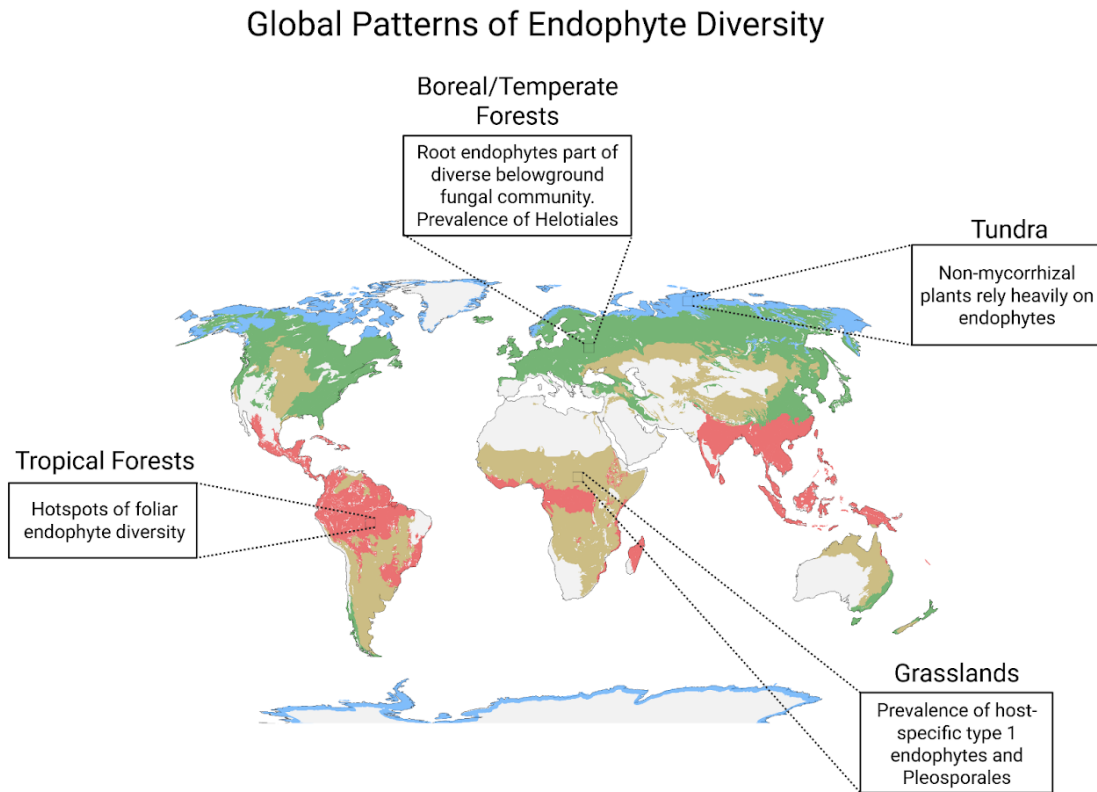 Global Patterns of Endophyte Diversity
Boreal/Temperate
Forests
Root endophytes part of
diverse belowground
fungal community.
Prevalence of Helotiales
Tundra
Non-mycorrhizal
plants rely heavily on
endophytes
Tropical Forests
Hotspots of foliar
endophyte diversity
Grasslands
Prevalence of host-
specific type 1
endophytes and
Pleosporales